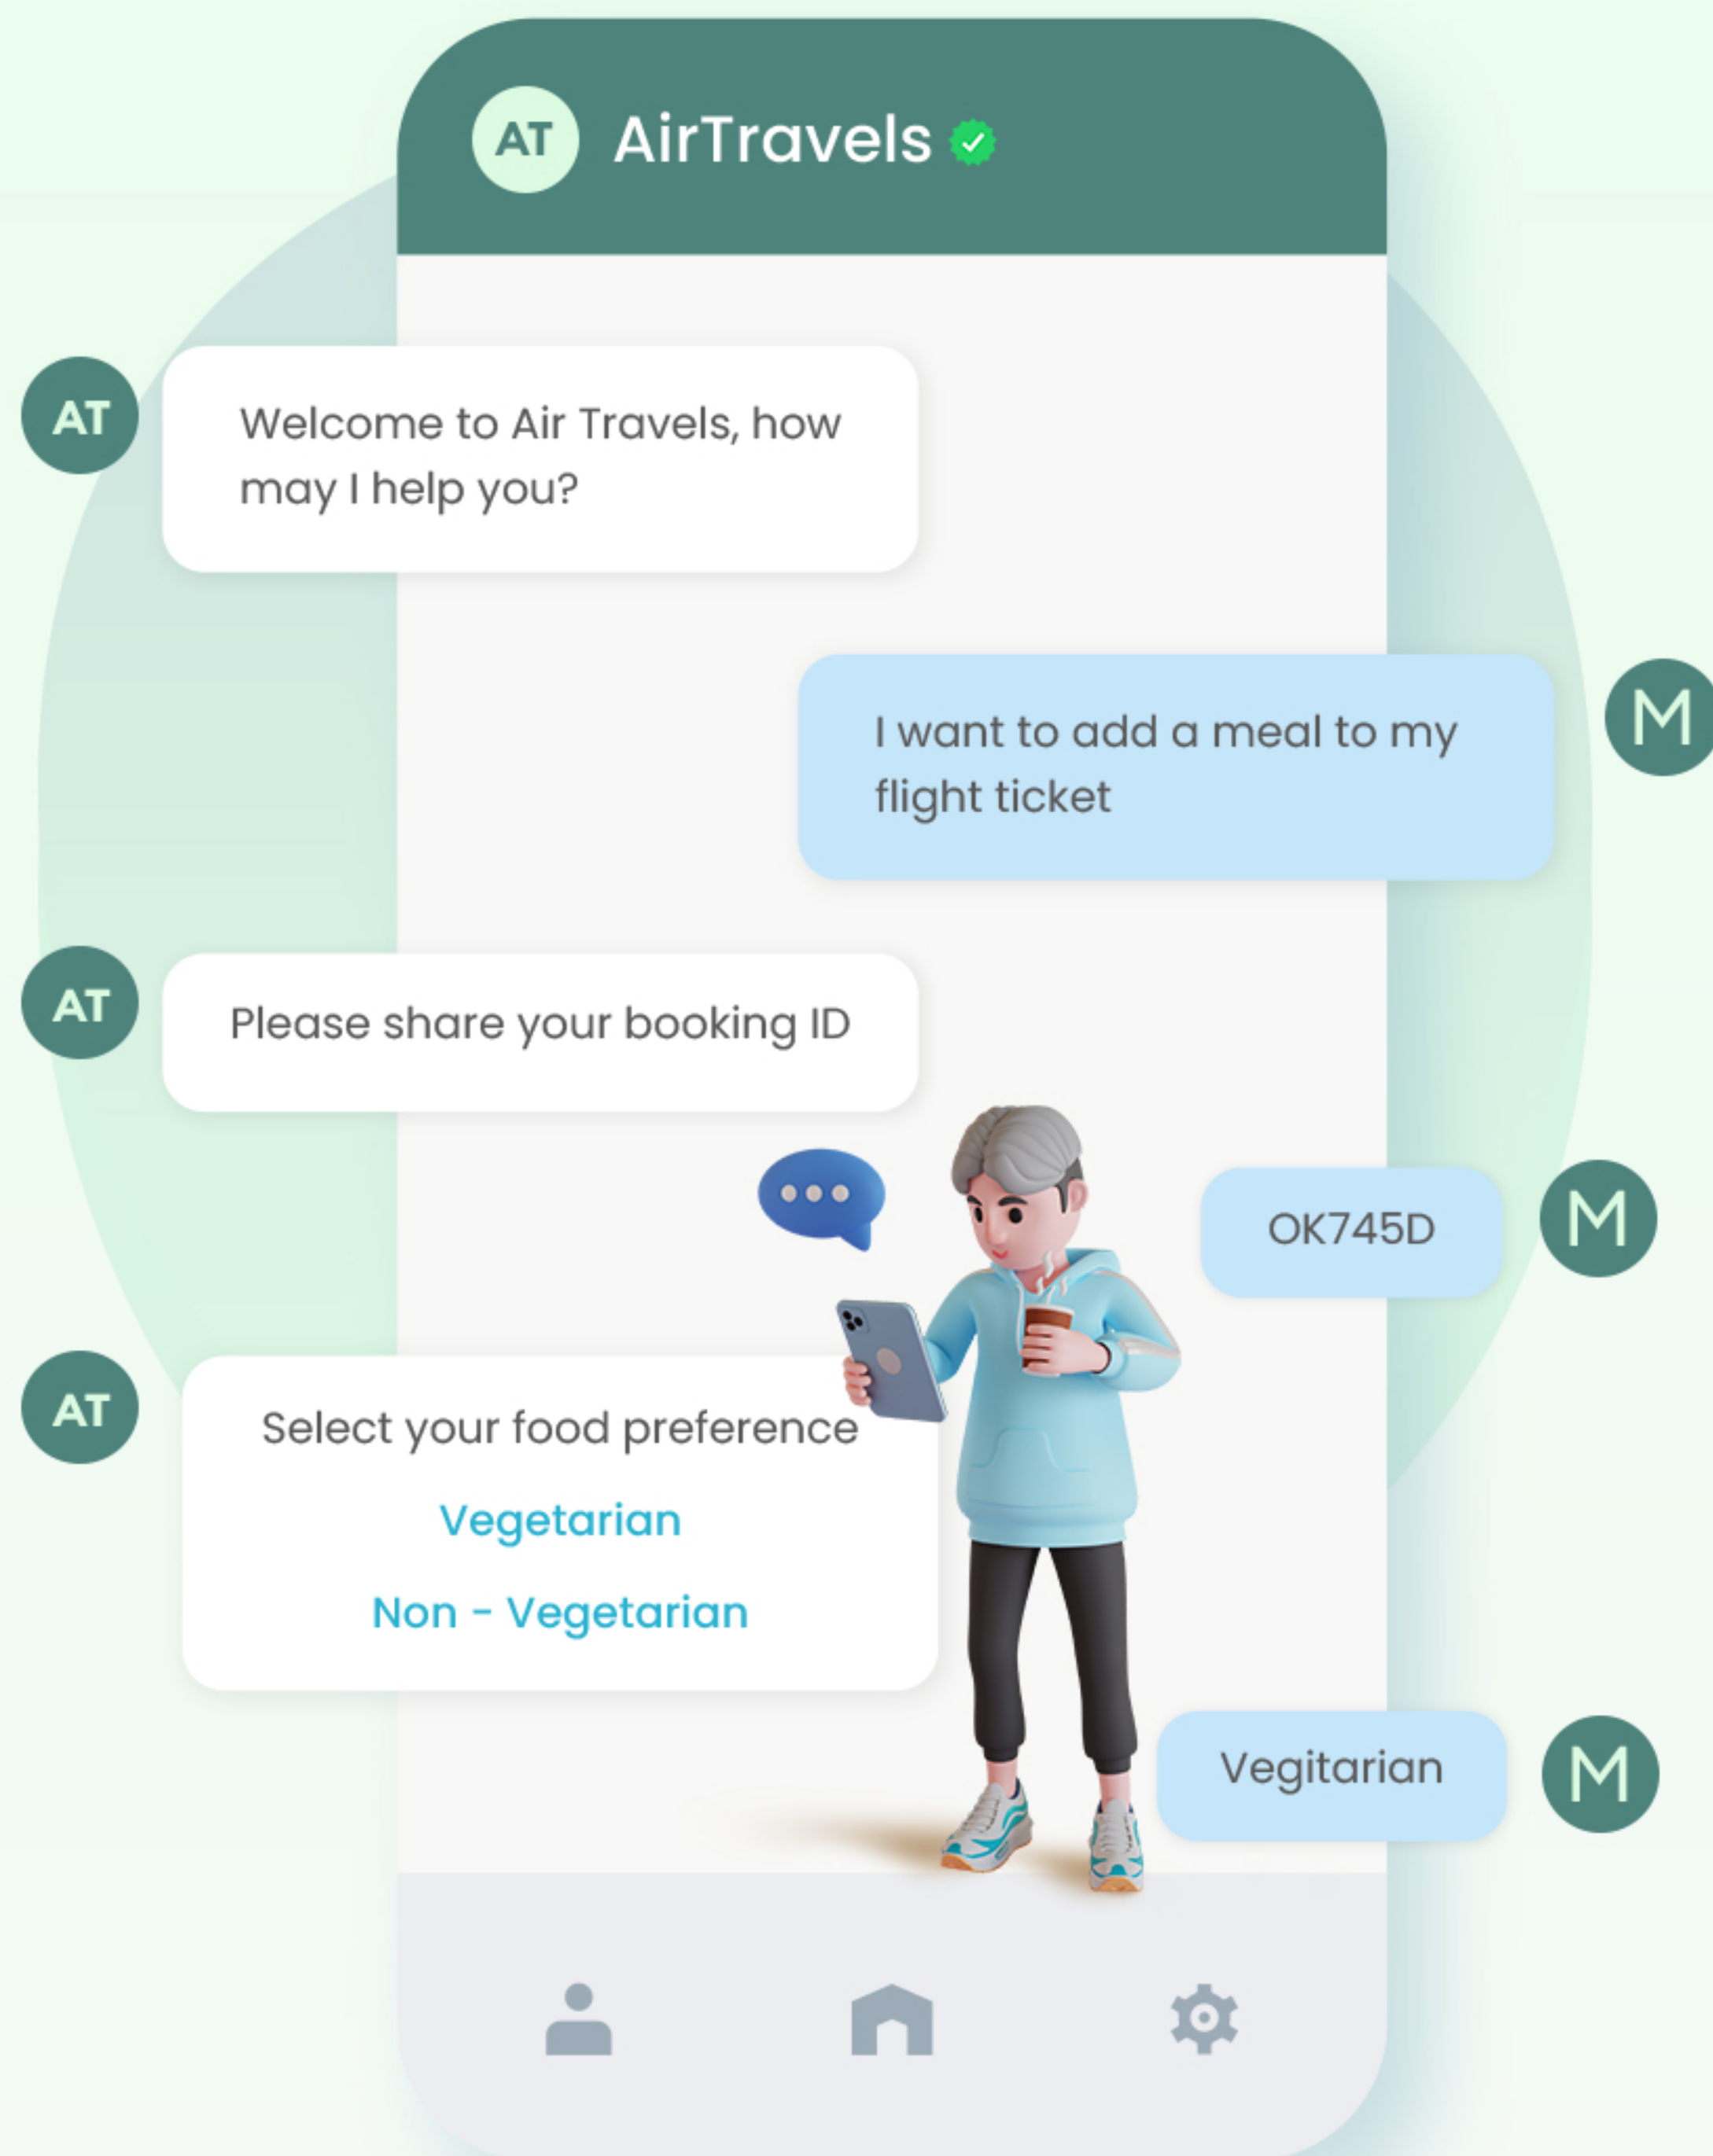 AT AirTravels
AT
Welcome to Air Travels, how
may I help you?
M
I want to add a meal to my
flight ticket
AT
Please share your booking ID
OK745D
M
AT
Select your food preference
Vegetarian
Non - Vegetarian
Vegitarian
M